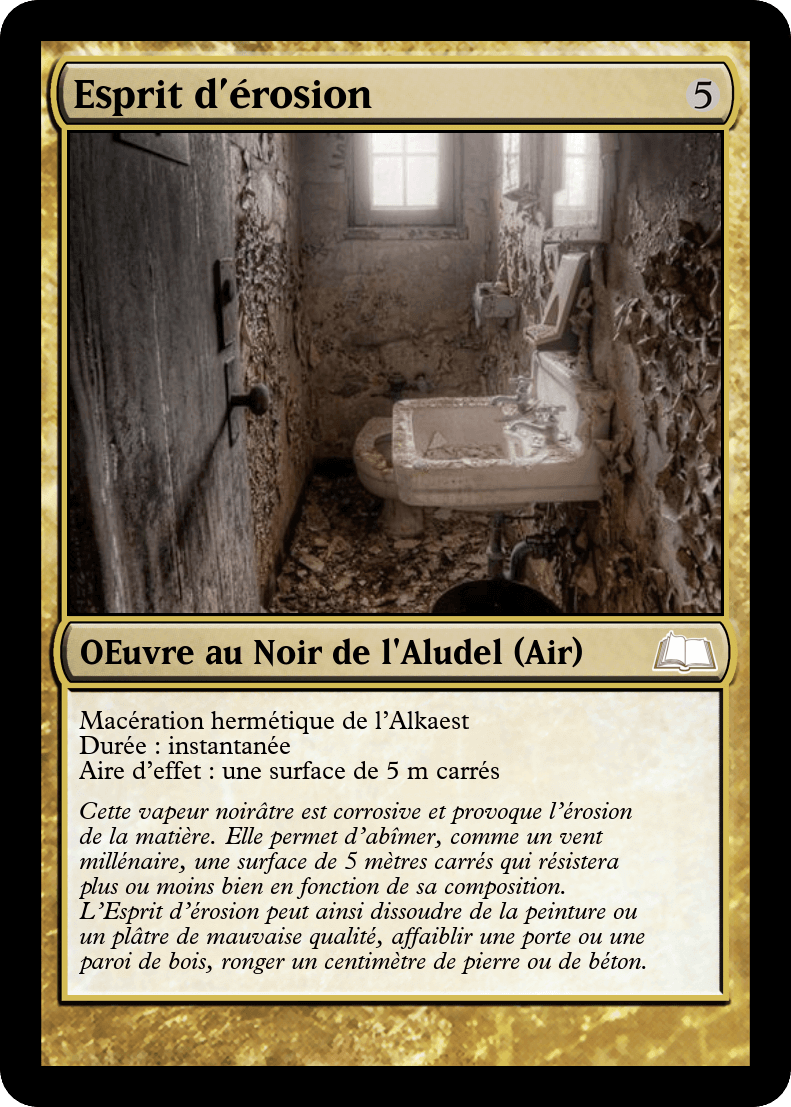 Esprit d'érosion
5
OEuvre au Noir de l'Aludel (Air)
Macération hermétique de l'Alkaest
Durée : instantanée
Aire d'effet : une surface de 5 m carrés
Cette vapeur noirâtre est corrosive et provoque l'érosion
de la matière. Elle permet d'abîmer, comme un vent
millénaire, une surface de 5 mètres carrés qui résistera
plus ou moins bien en fonction de sa composition.
L'Esprit d'érosion peut ainsi dissoudre de la peinture ou
un plâtre de mauvaise qualité, affaiblir une porte ou une
paroi de bois, ronger un centimètre de pierre ou de béton.